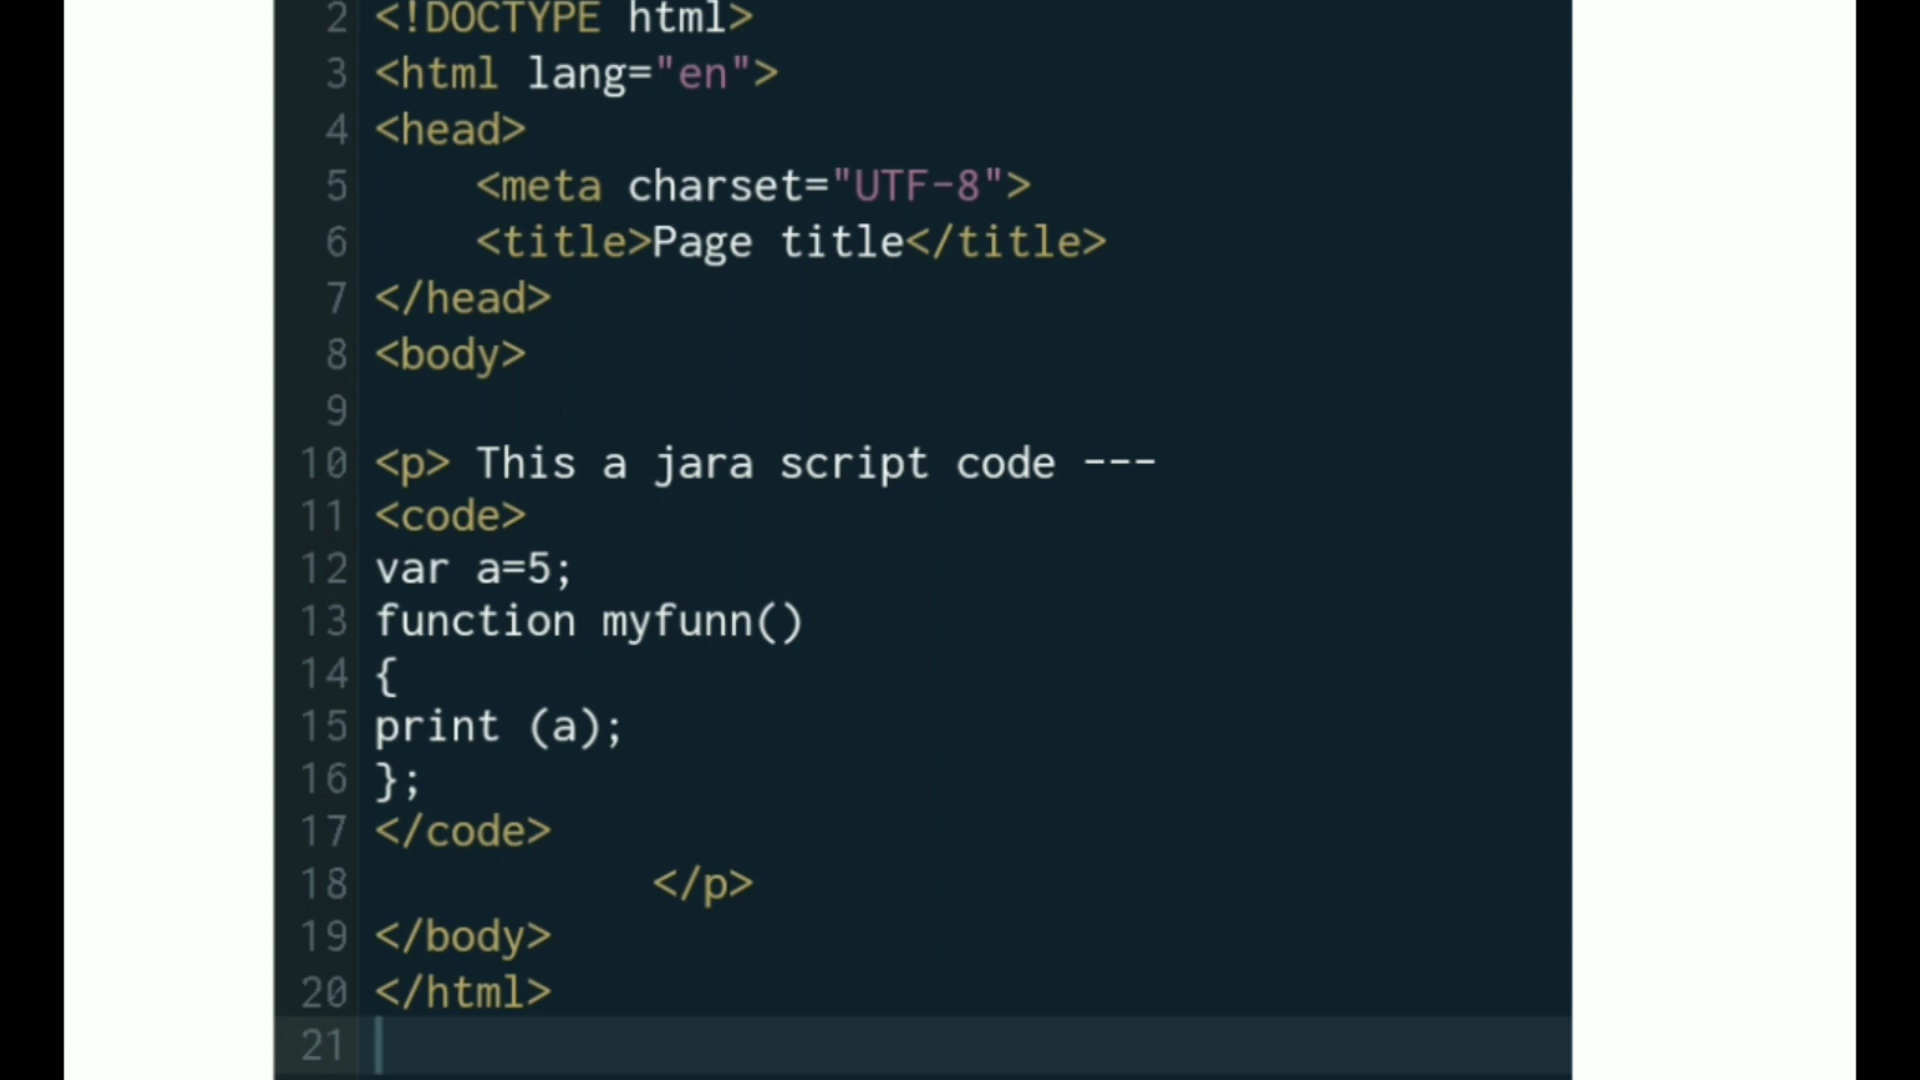 2 <!DOCTYPE html>
3 <html lang="en">
4 <head>
5     <meta charset="UTF-8">
6     <title>Page title</title>
7 </head>
8 <body>
9
10 <p> This a jara script code ---
11 <code>
12 var a=5;
13 function myfunn()
14 {
15 print (a);
16 };
17 </code>
18            </p>
19 </body>
20 </html>
21